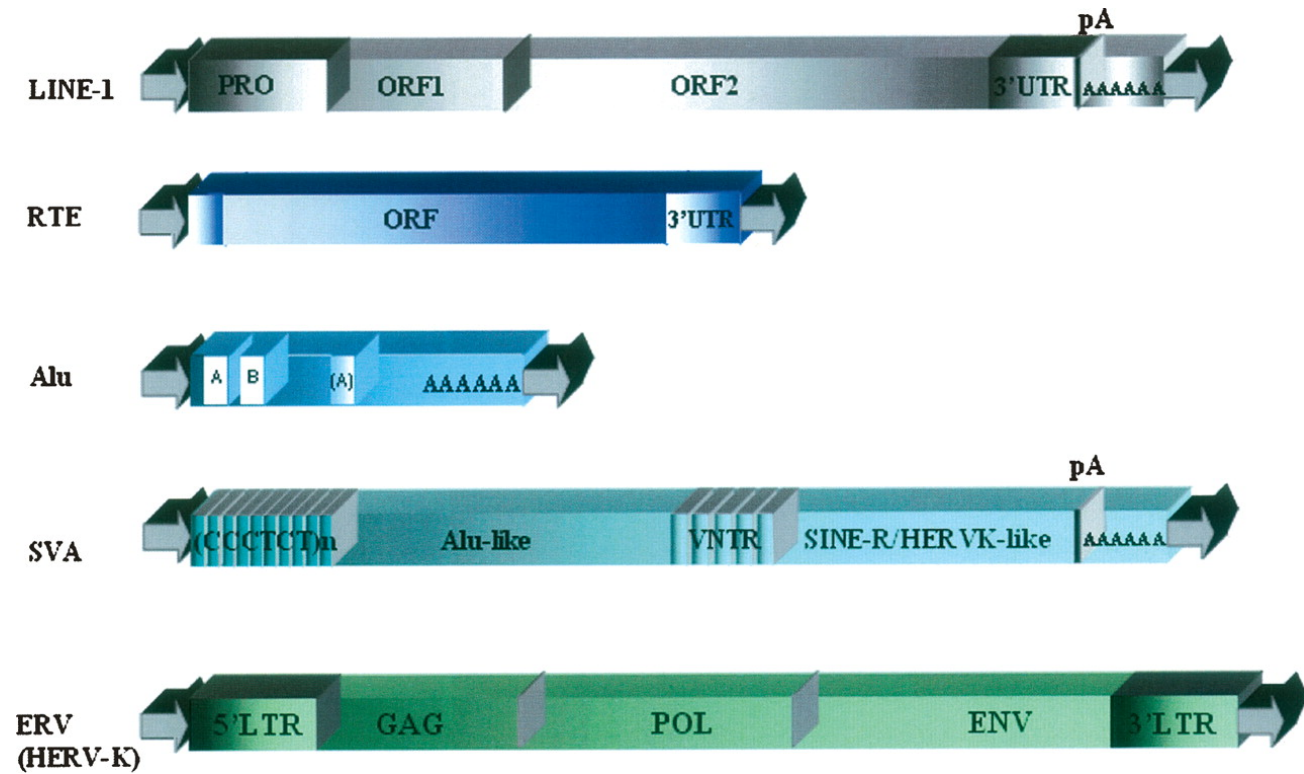 pA
LINE-1 PRO ORF1 ORF2 3'UTR AAAAAA
RTE ORF 3'UTR
Alu A B (A) AAAAAA
pA
SVA (CCCTCT)n Alu-like VNTR SINE-R/HERVK-like AAAAAA
ERV 5'LTR GAG POL ENV 3'LTR
(HERV-K)